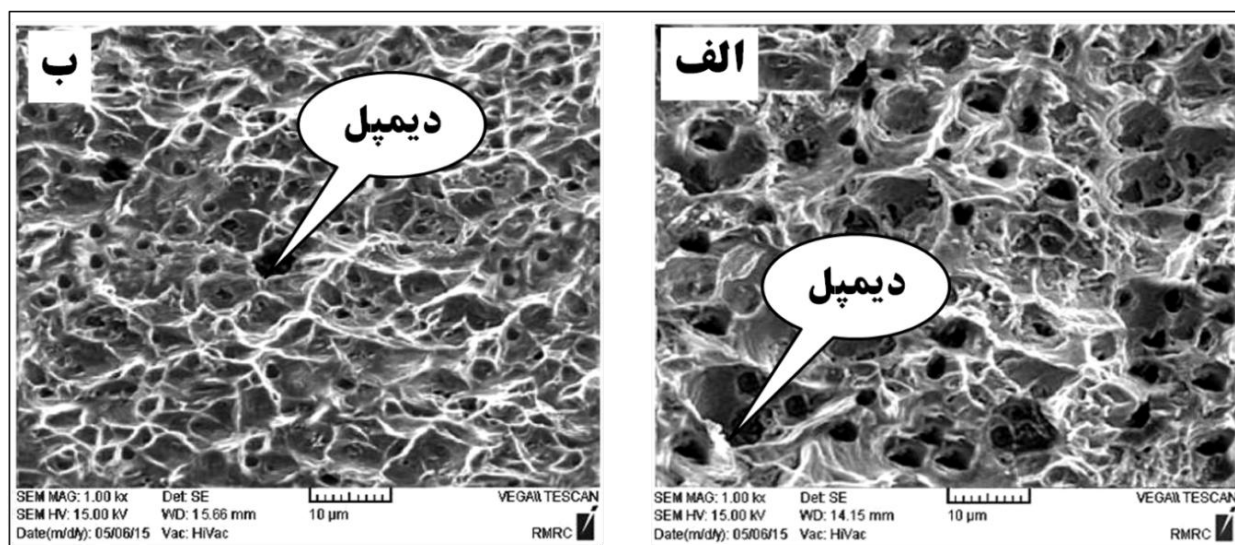 الف
دیمپل
SEM MAG: 1.00 kx Det: SE VEGA\\ TESCAN
SEM HV: 15.00 kV WD: 14.15 mm 10 µm
Date(m/d/y): 05/06/15 Vac: HiVac RMRC
ب
دیمپل
SEM MAG: 1.00 kx Det: SE VEGA\\ TESCAN
SEM HV: 15.00 kV WD: 15.66 mm 10 µm
Date(m/d/y): 05/06/15 Vac: HiVac RMRC